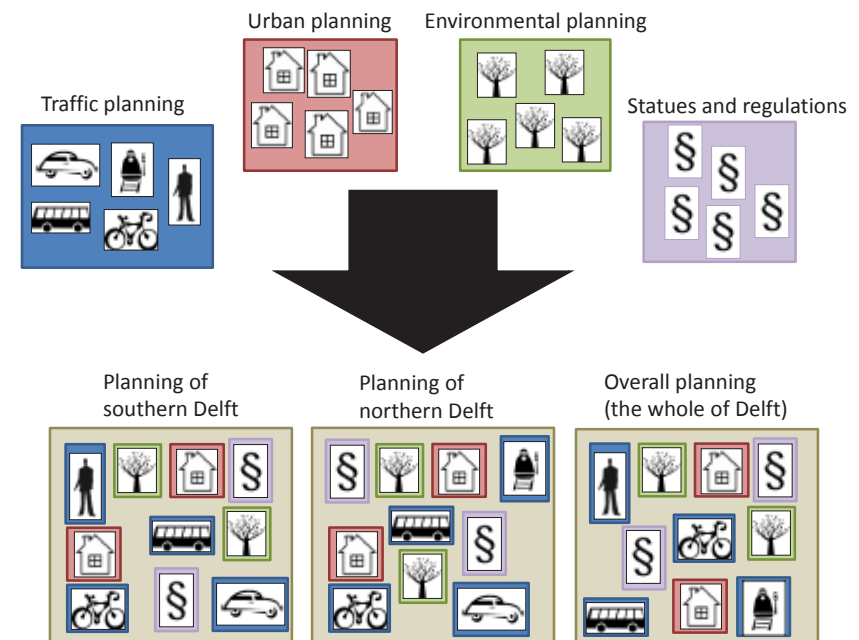 Urban planning
Environmental planning
Traffic planning
Statues and regulations
§
§
§
§
§
Planning of
southern Delft
Planning of
northern Delft
Overall planning
(the whole of Delft)
§
§
§
§
§
§